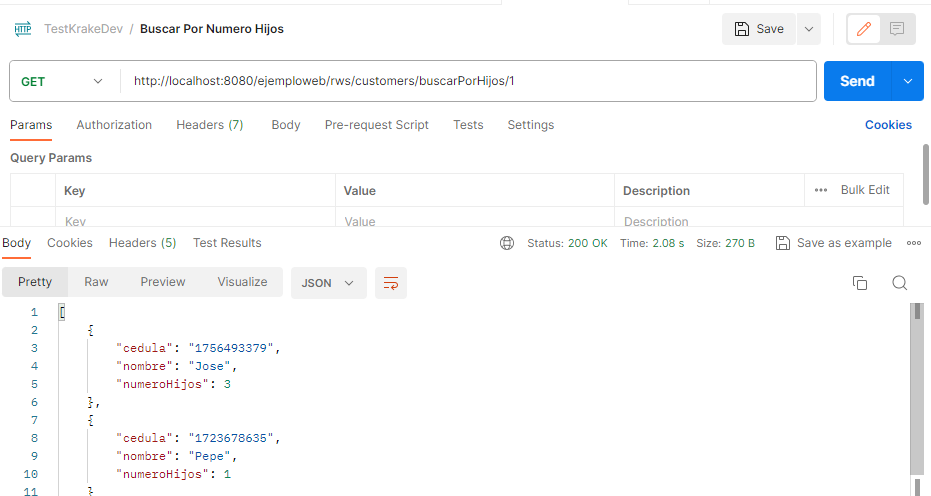 HTTP TestKrakeDev / Buscar Por Numero Hijos Save
GET http://localhost:8080/ejemploweb/rws/customers/buscarPorHijos/1 Send
Params Authorization Headers (7) Body Pre-request Script Tests Settings Cookies
Query Params
Key Value Description Bulk Edit
Key Value Description
Body Cookies Headers (5) Test Results Status: 200 OK Time: 2.08 s Size: 270 B Save as example
Pretty Raw Preview Visualize JSON
1 [
2 {
3 "cedula": "1756493379",
4 "nombre": "Jose",
5 "numeroHijos": 3
6 },
7 {
8 "cedula": "1723678635",
9 "nombre": "Pepe",
10 "numeroHijos": 1
11 }